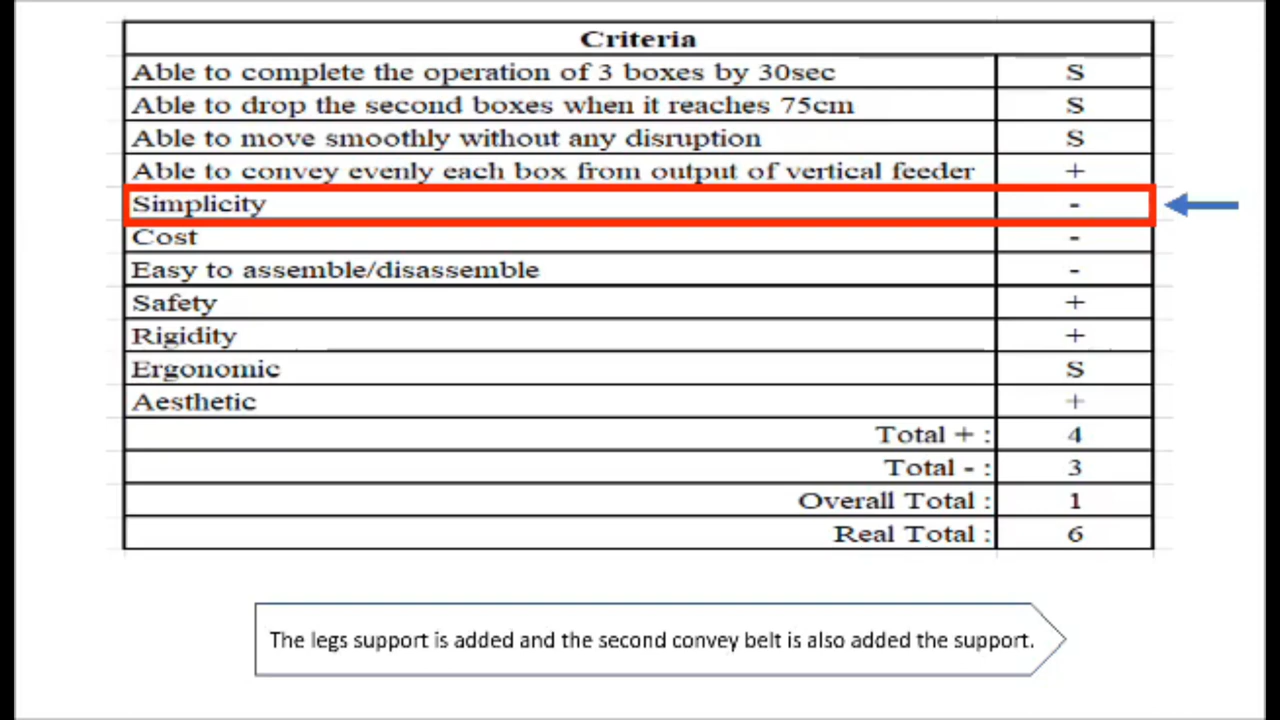 Criteria
Able to complete the operation of 3 boxes by 30sec S
Able to drop the second boxes when it reaches 75cm S
Able to move smoothly without any disruption S
Able to convey evenly each box from output of vertical feeder +
Simplicity -
Cost -
Easy to assemble/disassemble -
Safety +
Rigidity +
Ergonomic S
Aesthetic +
Total + : 4
Total - : 3
Overall Total : 1
Real Total : 6
The legs support is added and the second convey belt is also added the support.